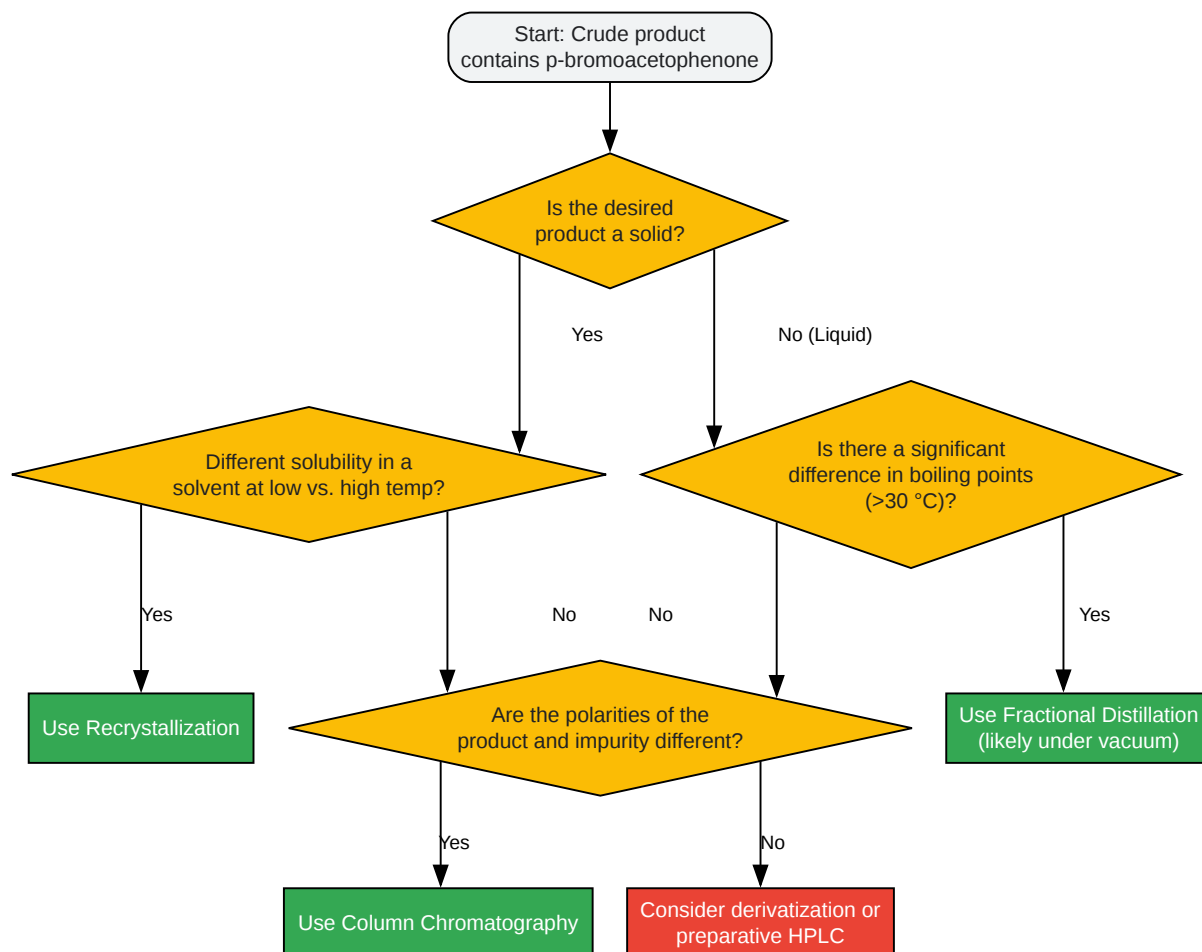 Start: Crude product
contains p-bromoacetophenone
Is the desired
product a solid?
Yes
No (Liquid)
Different solubility in a
solvent at low vs. high temp?
Is there a significant
difference in boiling points
(>30 °C)?
Yes
No
No
Yes
Use Recrystallization
Are the polarities of the
product and impurity different?
Use Fractional Distillation
(likely under vacuum)
Yes
No
Use Column Chromatography
Consider derivatization or
preparative HPLC